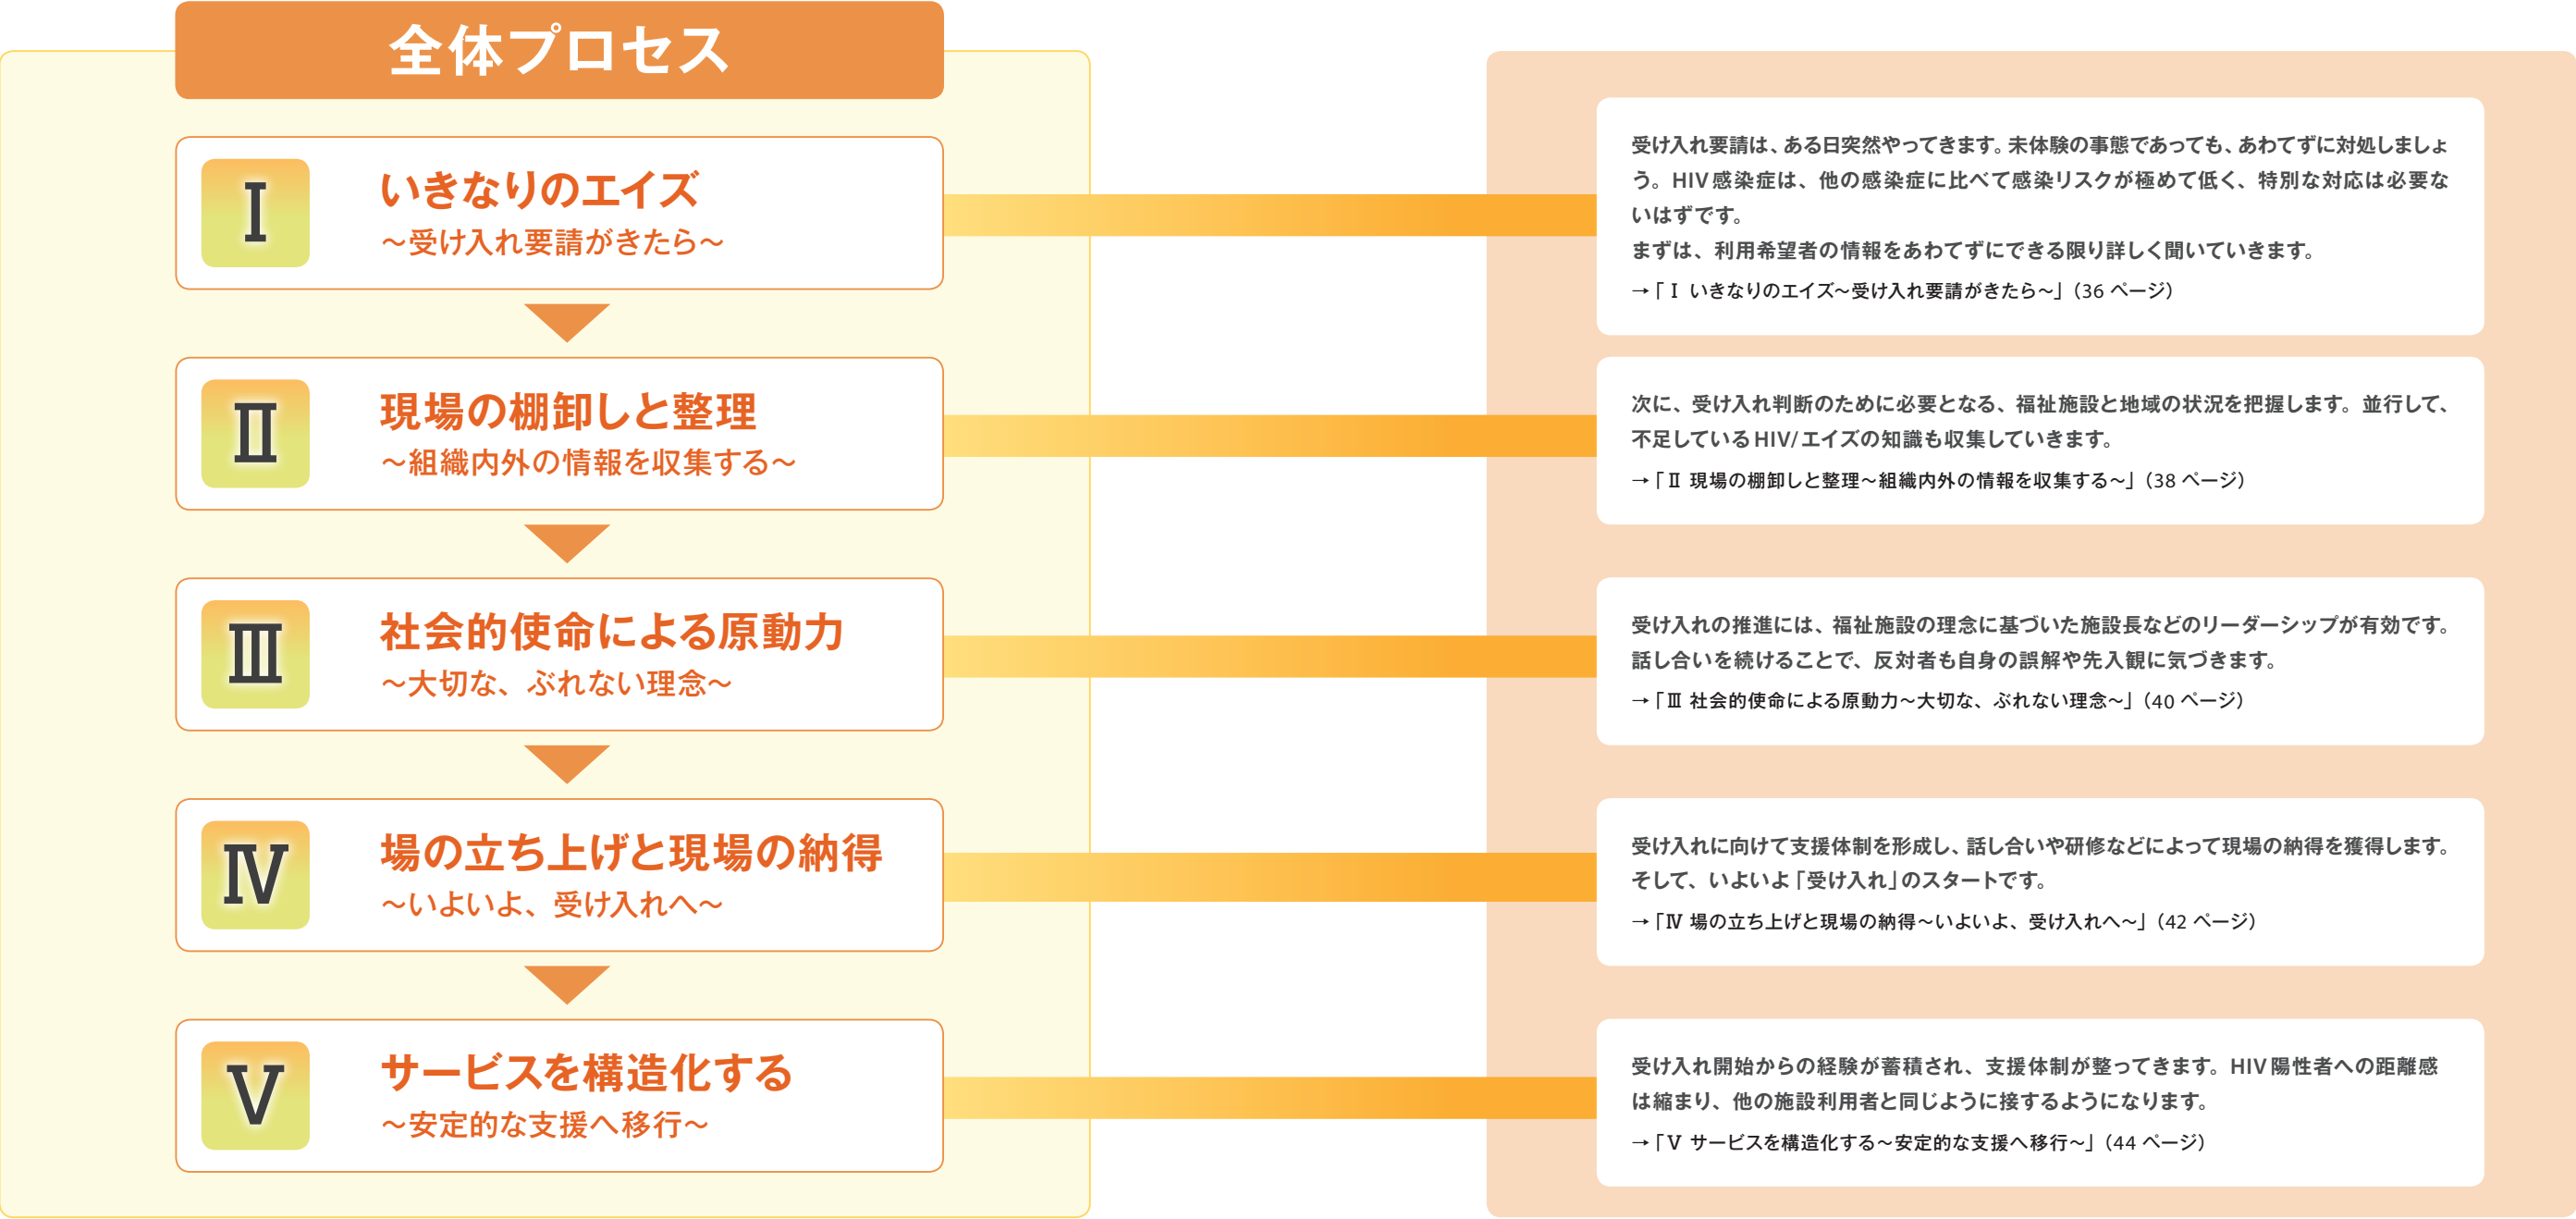 全体プロセス
Ⅰ
いきなりのエイズ
～受け入れ要請がきたら～
受け入れ要請は、ある日突然やってきます。未体験の事態であっても、あわてずに対処しましょ
う。HIV感染症は、他の感染症に比べて感染リスクが極めて低く、特別な対応は必要な
いはずです。
まずは、利用希望者の情報をあわてずにできる限り詳しく聞いていきます。
→「Ⅰ いきなりのエイズ～受け入れ要請がきたら～」（36 ページ）
Ⅱ
現場の棚卸しと整理
～組織内外の情報を収集する～
次に、受け入れ判断のために必要となる、福祉施設と地域の状況を把握します。並行して、
不足しているHIV/エイズの知識も収集していきます。
→「Ⅱ 現場の棚卸しと整理～組織内外の情報を収集する～」（38 ページ）
Ⅲ
社会的使命による原動力
～大切な、ぶれない理念～
受け入れの推進には、福祉施設の理念に基づいた施設長などのリーダーシップが有効です。
話し合いを続けることで、反対者も自身の誤解や先入観に気づきます。
→「Ⅲ 社会的使命による原動力～大切な、ぶれない理念～」（40 ページ）
Ⅳ
場の立ち上げと現場の納得
～いよいよ、受け入れへ～
受け入れに向けて支援体制を形成し、話し合いや研修などによって現場の納得を獲得します。
そして、いよいよ「受け入れ」のスタートです。
→「Ⅳ 場の立ち上げと現場の納得～いよいよ、受け入れへ～」（42 ページ）
Ⅴ
サービスを構造化する
～安定的な支援へ移行～
受け入れ開始からの経験が蓄積され、支援体制が整ってきます。HIV陽性者への距離感
は縮まり、他の施設利用者と同じように接するようになります。
→「Ⅴ サービスを構造化する～安定的な支援へ移行～」（44 ページ）